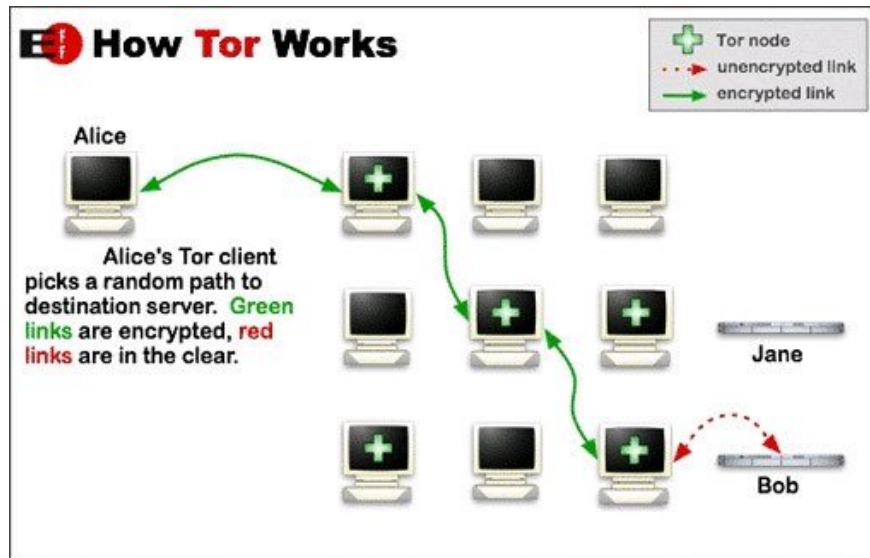 E
How Tor Works
Tor node
unencrypted link
encrypted link
Alice
Alice's Tor client
picks a random path to
destination server. Green
links are encrypted, red
links are in the clear.
Jane
Bob